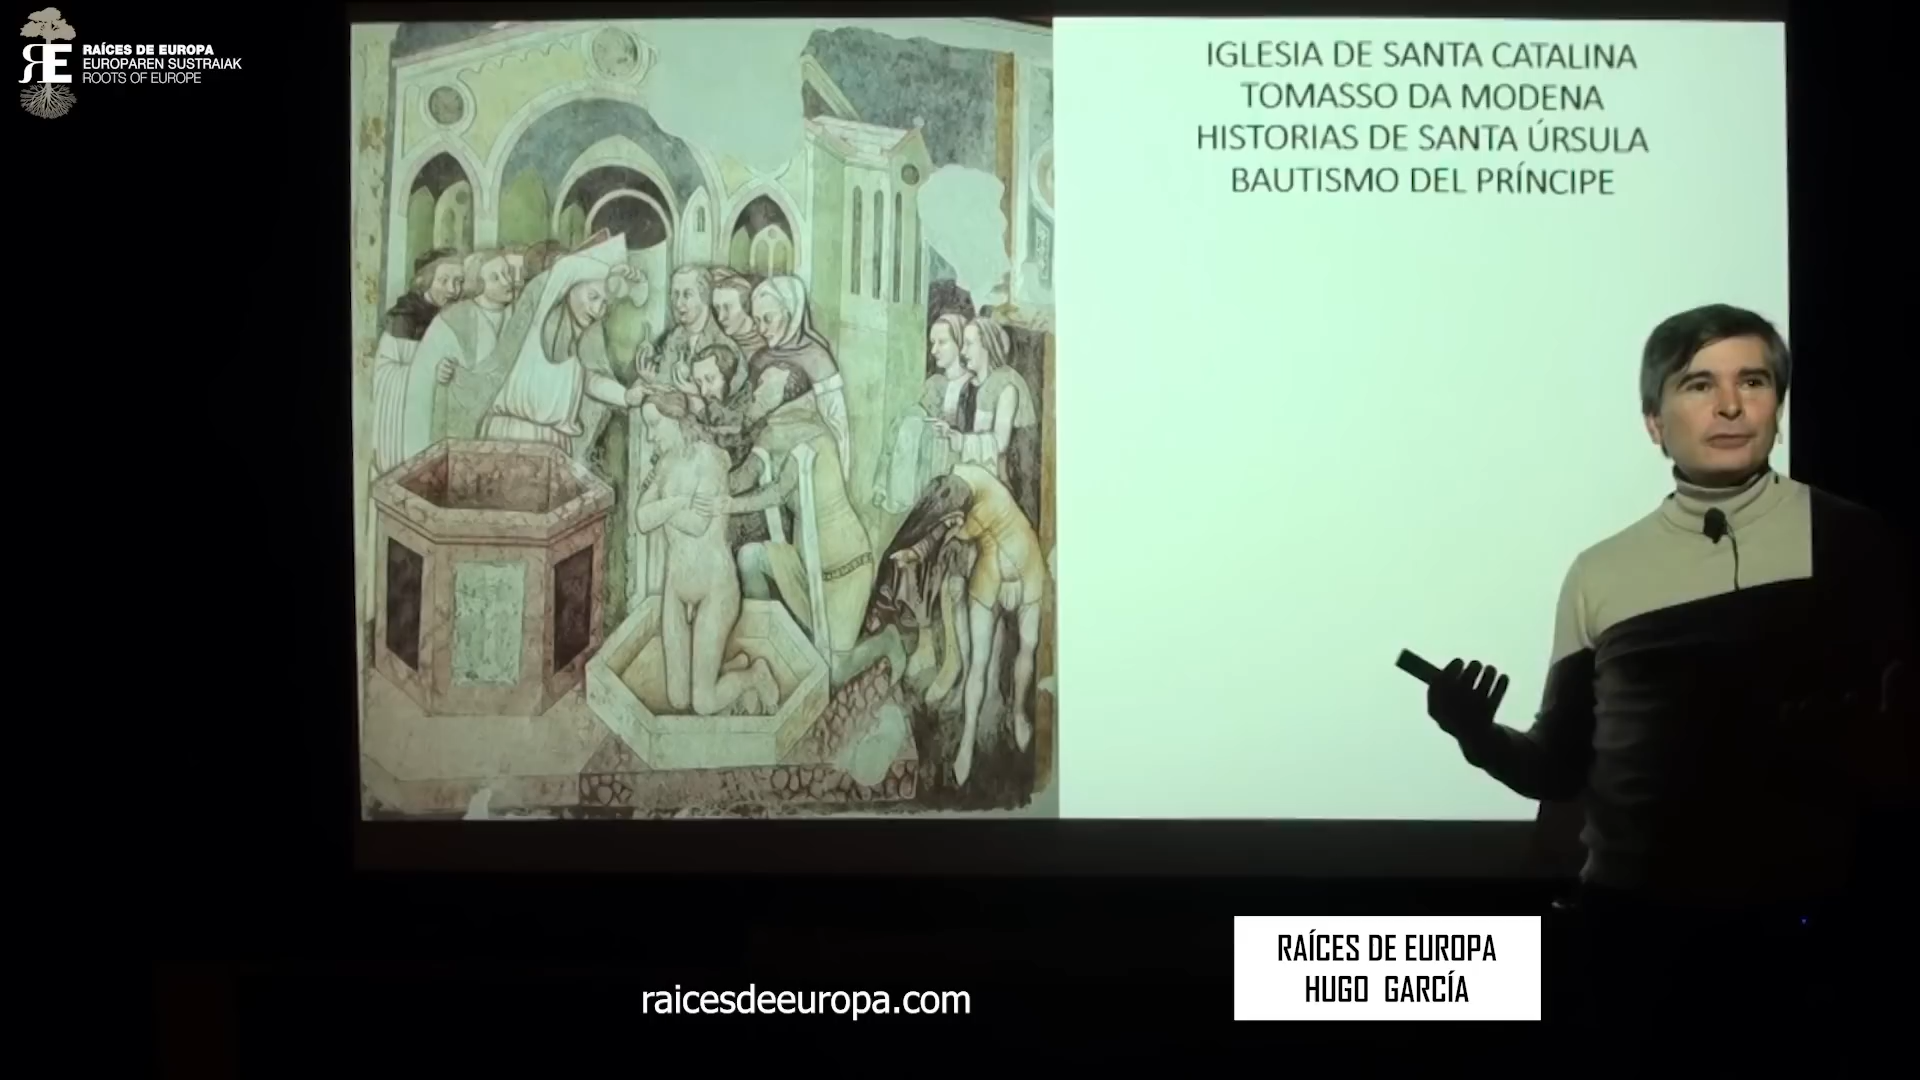 RAÍCES DE EUROPA
EUROPAREN SUSTRAIAK
ROOTS OF EUROPE
IGLESIA DE SANTA CATALINA
TOMASSO DA MODENA
HISTORIAS DE SANTA ÚRSULA
BAUTISMO DEL PRÍNCIPE
RAÍCES DE EUROPA
HUGO GARCÍA
raicesdeeuropa.com